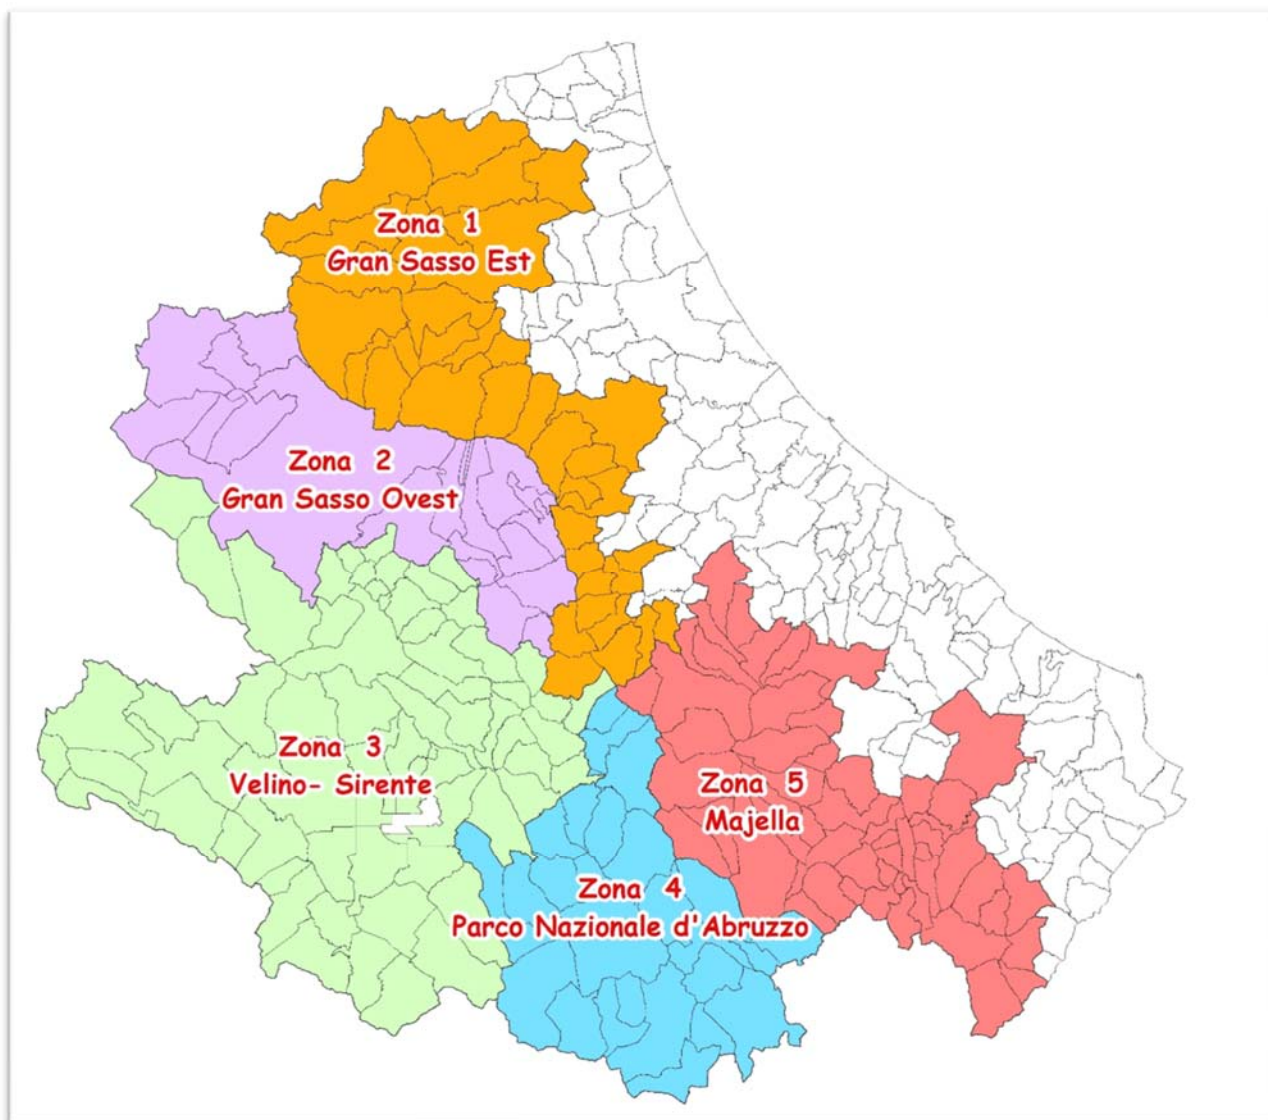 Zona 1
Gran Sasso Est
Zona 2
Gran Sasso Ovest
Zona 3
Velino- Sirente
Zona 5
Majella
Zona 4
Parco Nazionale d'Abruzzo